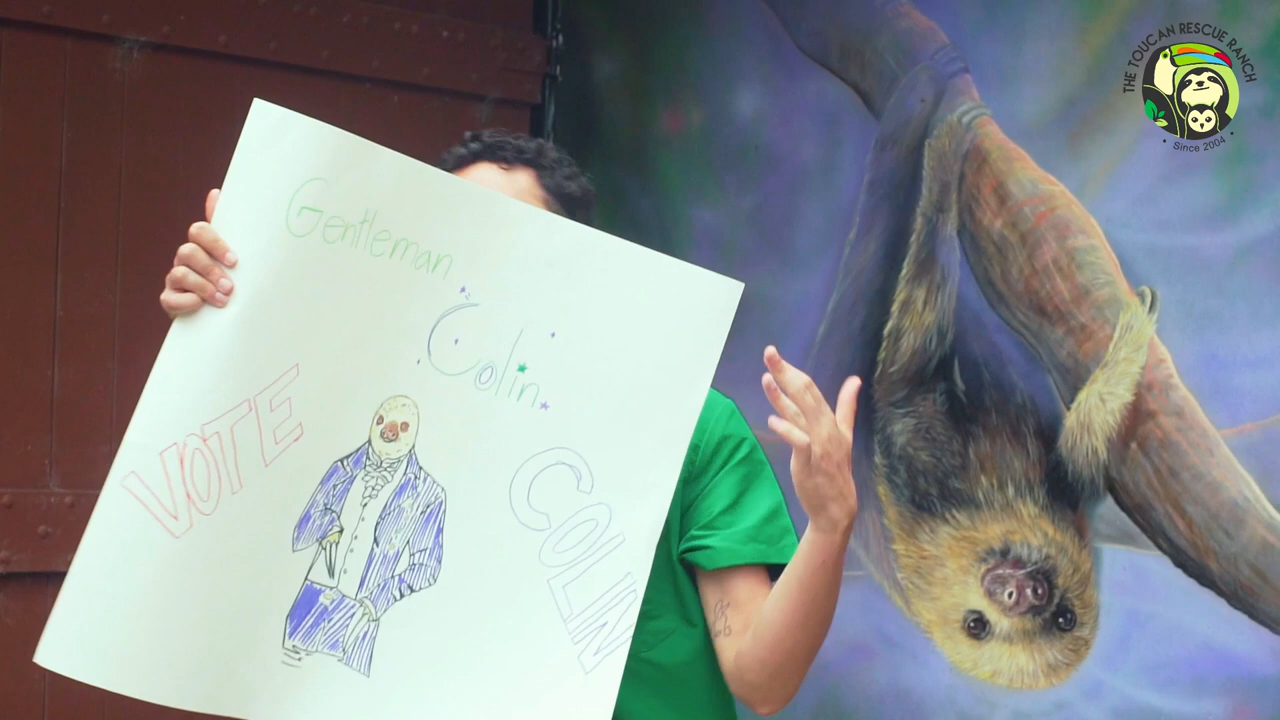 Gentleman
Colin
VOTE
COLIN
THE TOUCAN RESCUE RANCH
Since 2004